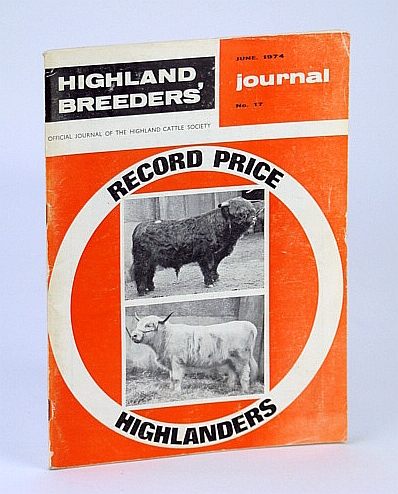 HIGHLAND
BREEDERS'
JUNE. 1974
journal
No. 17
OFFICIAL JOURNAL OF THE HIGHLAND CATTLE SOCIETY
RECORD PRICE
HIGHLANDERS